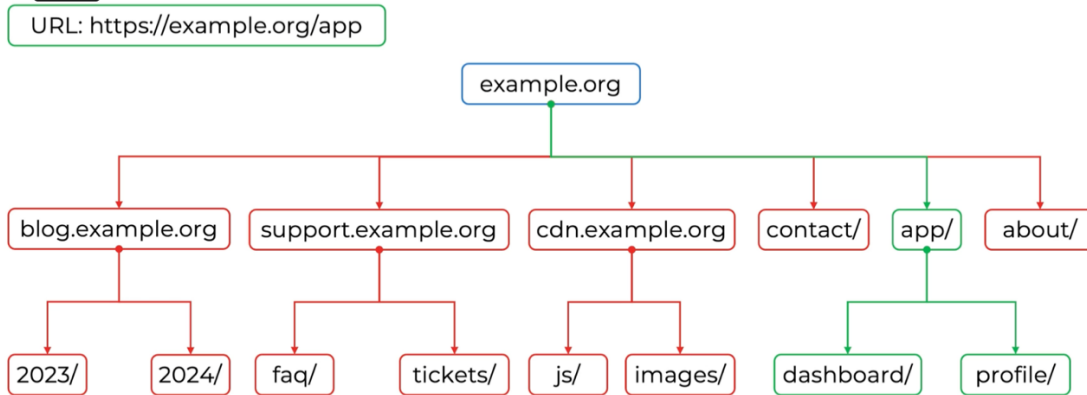 URL: https://example.org/app
example.org
blog.example.org
support.example.org
cdn.example.org
contact/
app/
about/
2023/
2024/
faq/
tickets/
js/
images/
dashboard/
profile/